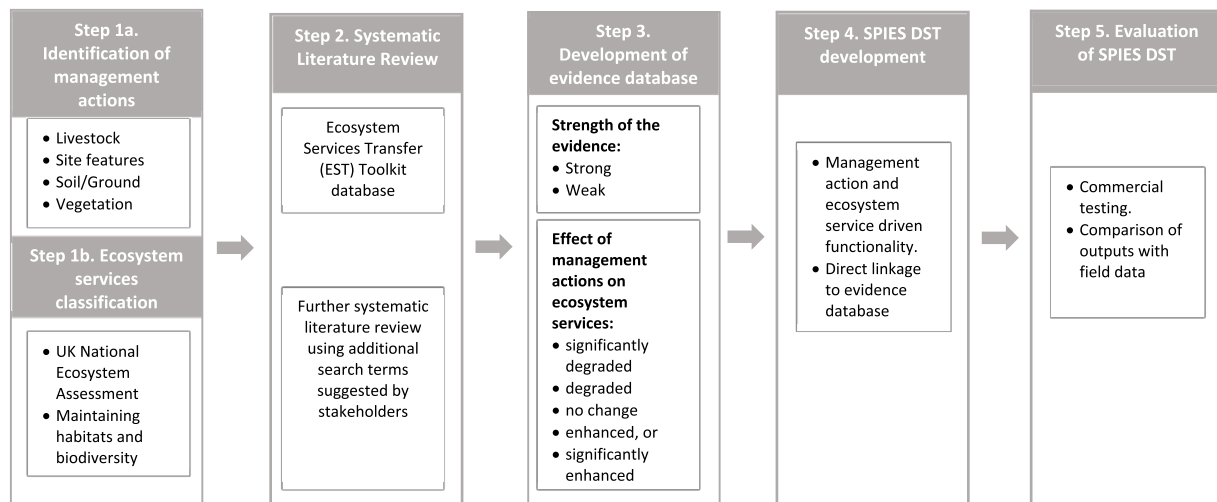 Step 1a.
Identification of
management
actions
• Livestock
• Site features
• Soil/Ground
• Vegetation
Step 1b. Ecosystem
services
classification
• UK National
Ecosystem
Assessment
• Maintaining
habitats and
biodiversity
Step 2. Systematic
Literature Review
Ecosystem
Services Transfer
(EST) Toolkit
database
Further systematic
literature review
using additional
search terms
suggested by
stakeholders
Step 3.
Development of
evidence database
Strength of the
evidence:
• Strong
• Weak
Effect of
management
actions on
ecosystem
services:
• significantly
degraded
• degraded
• no change
• enhanced, or
• significantly
enhanced
Step 4. SPIES DST
development
• Management
action and
ecosystem
service driven
functionality.
• Direct linkage
to evidence
database
Step 5. Evaluation
of SPIES DST
• Commercial
testing.
• Comparison of
outputs with
field data